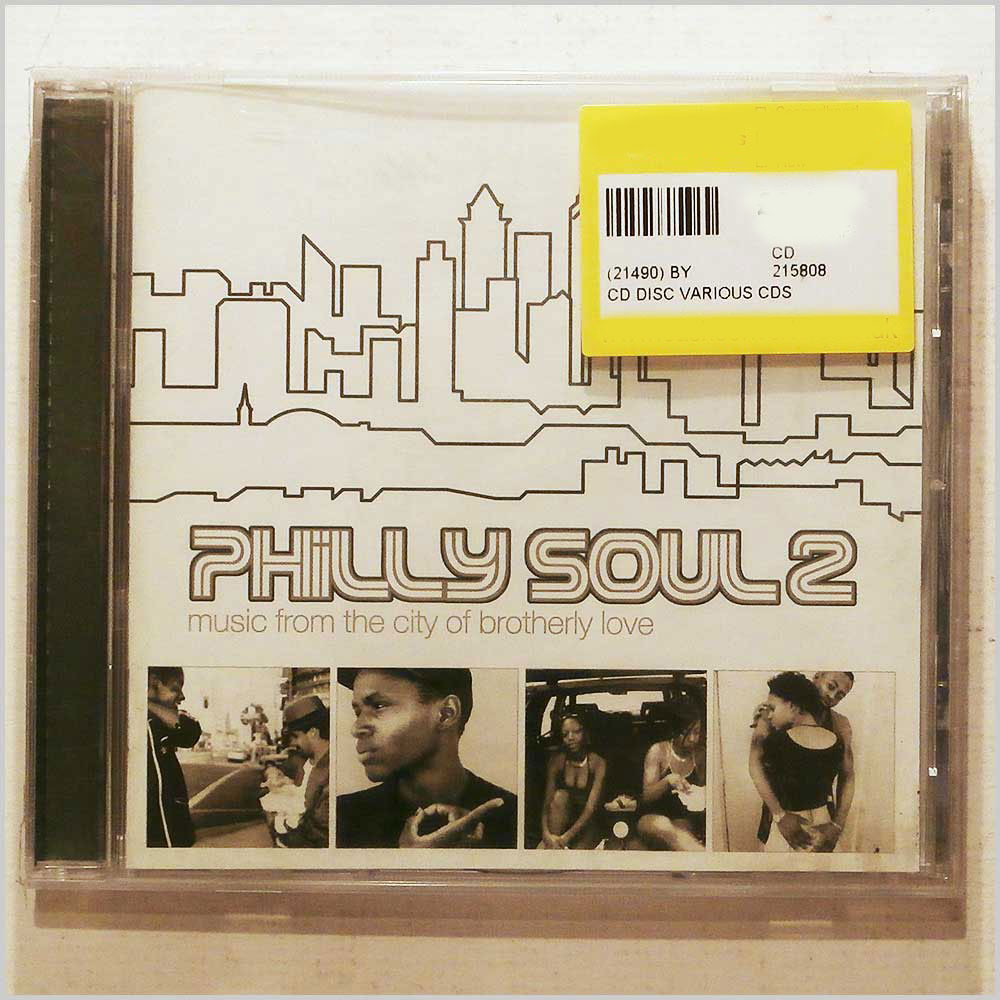 CD
(21490) BY 215808
CD DISC VARIOUS CDS
PHiLLY SOUL 2
music from the city of brotherly love